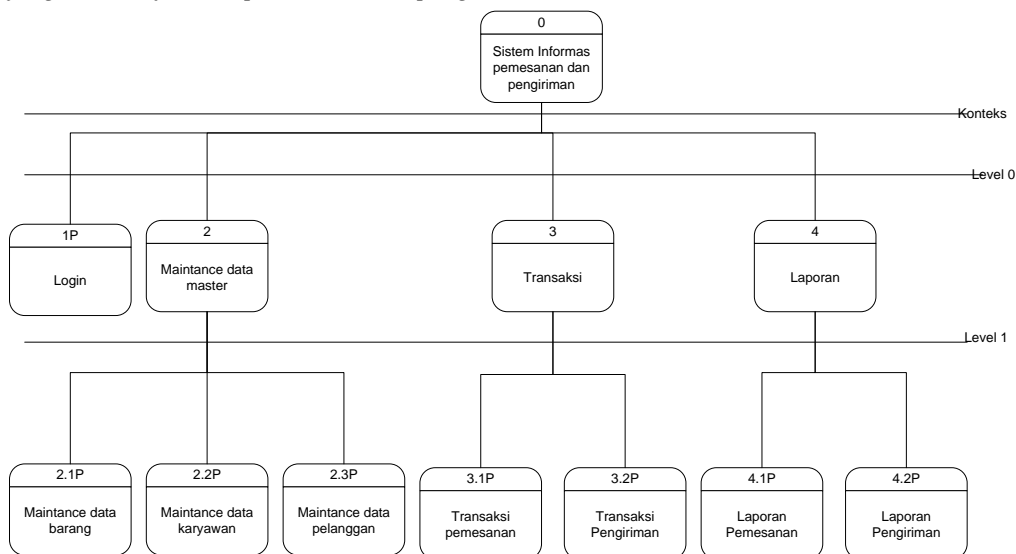 0
Sistem Informas
pemesanan dan
pengiriman
Konteks
Level 0
1P
Login
2
Maintance data
master
3
Transaksi
4
Laporan
Level 1
2.1P
Maintance data
barang
2.2P
Maintance data
karyawan
2.3P
Maintance data
pelanggan
3.1P
Transaksi
pemesanan
3.2P
Transaksi
Pengiriman
4.1P
Laporan
Pemesanan
4.2P
Laporan
Pengiriman